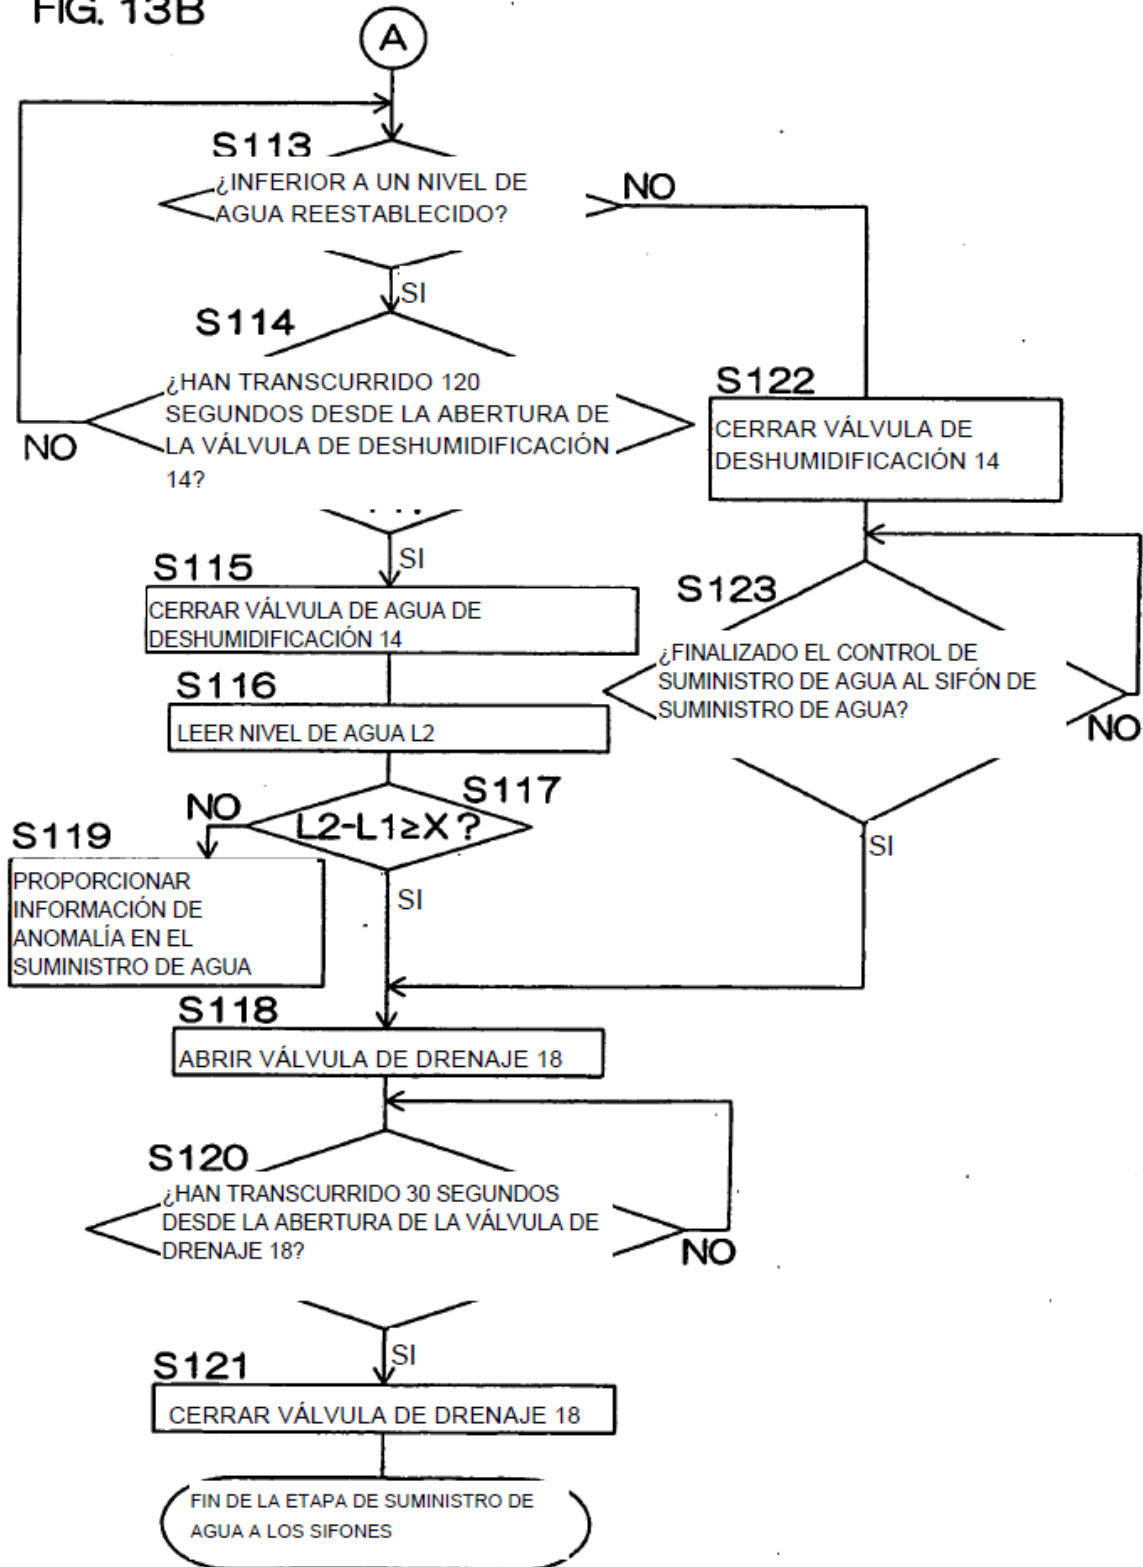 FIG. 13B
A
S113
¿INFERIOR A UN NIVEL DE
AGUA REESTABLECIDO?
NO
SI
S114
¿HAN TRANSCURRIDO 120
SEGUNDOS DESDE LA ABERTURA DE
LA VÁLVULA DE DESHUMIDIFICACIÓN
14?
NO
SI
S122
CERRAR VÁLVULA DE
DESHUMIDIFICACIÓN 14
S115
CERRAR VÁLVULA DE AGUA DE
DESHUMIDIFICACIÓN 14
S123
¿FINALIZADO EL CONTROL DE
SUMINISTRO DE AGUA AL SIFÓN DE
SUMINISTRO DE AGUA?
NO
SI
S116
LEER NIVEL DE AGUA L2
S117
L2-L1≥X?
NO
SI
S119
PROPORCIONAR
INFORMACIÓN DE
ANOMALÍA EN EL
SUMINISTRO DE AGUA
S118
ABRIR VÁLVULA DE DRENAJE 18
S120
¿HAN TRANSCURRIDO 30 SEGUNDOS
DESDE LA ABERTURA DE LA VÁLVULA DE
DRENAJE 18?
NO
SI
S121
CERRAR VÁLVULA DE DRENAJE 18
FIN DE LA ETAPA DE SUMINISTRO DE
AGUA A LOS SIFONES